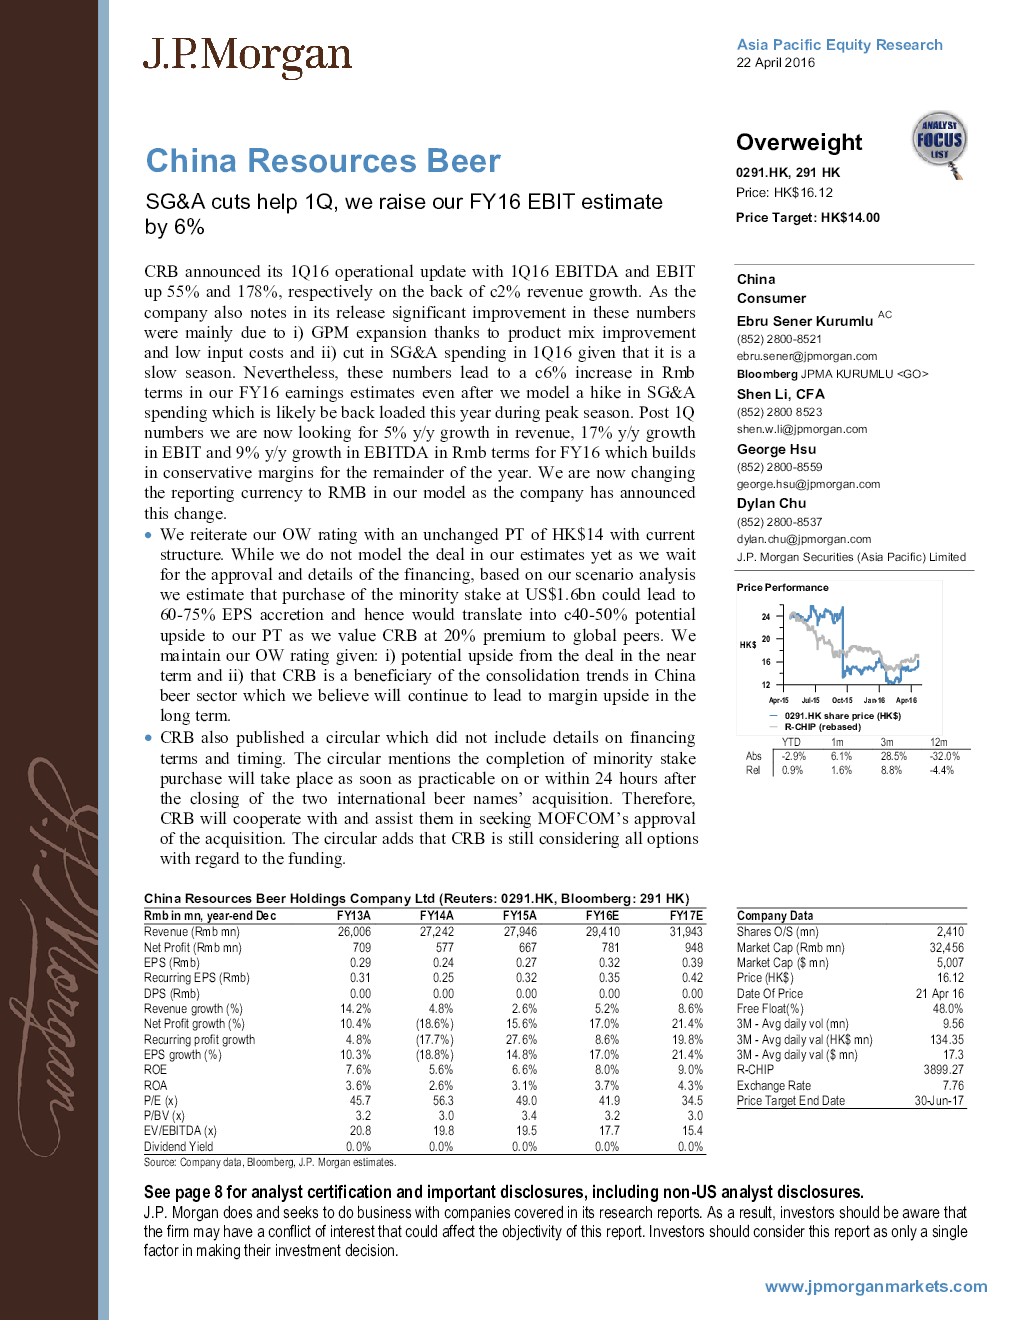 J.P.Morgan
Asia Pacific Equity Research
22 April 2016
China Resources Beer
SG&A cuts help 1Q, we raise our FY16 EBIT estimate
by 6%
Overweight
ANALYST
FOCUS
LIST
0291.HK, 291 HK
Price: HK$16.12
Price Target: HK$14.00
CRB announced its 1Q16 operational update with 1Q16 EBITDA and EBIT
up 55% and 178%, respectively on the back of c2% revenue growth. As the
company also notes in its release significant improvement in these numbers
were mainly due to i) GPM expansion thanks to product mix improvement
and low input costs and ii) cut in SG&A spending in 1Q16 given that it is a
slow season. Nevertheless, these numbers lead to a c6% increase in Rmb
terms in our FY16 earnings estimates even after we model a hike in SG&A
spending which is likely be back loaded this year during peak season. Post 1Q
numbers we are now looking for 5% y/y growth in revenue, 17% y/y growth
in EBIT and 9% y/y growth in EBITDA in Rmb terms for FY16 which builds
in conservative margins for the remainder of the year. We are now changing
the reporting currency to RMB in our model as the company has announced
this change.
• We reiterate our OW rating with an unchanged PT of HK$14 with current
structure. While we do not model the deal in our estimates yet as we wait
for the approval and details of the financing, based on our scenario analysis
we estimate that purchase of the minority stake at US$1.6bn could lead to
60-75% EPS accretion and hence would translate into c40-50% potential
upside to our PT as we value CRB at 20% premium to global peers. We
maintain our OW rating given: i) potential upside from the deal in the near
term and ii) that CRB is a beneficiary of the consolidation trends in China
beer sector which we believe will continue to lead to margin upside in the
long term.
• CRB also published a circular which did not include details on financing
terms and timing. The circular mentions the completion of minority stake
purchase will take place as soon as practicable on or within 24 hours after
the closing of the two international beer names' acquisition. Therefore,
CRB will cooperate with and assist them in seeking MOFCOM's approval
of the acquisition. The circular adds that CRB is still considering all options
with regard to the funding.
China
Consumer
Ebru Sener Kurumlu AC
(852) 2800-8521
ebru.sener@jpmorgan.com
Bloomberg JPMA KURUMLU <GO>
Shen Li, CFA
(852) 2800 8523
shen.w.li@jpmorgan.com
George Hsu
(852) 2800-8559
george.hsu@jpmorgan.com
Dylan Chu
(852) 2800-8537
dylan.chu@jpmorgan.com
J.P. Morgan Securities (Asia Pacific) Limited
Price Performance
24
20
HK$
16
12
Apr-15 Jul-15 Oct-15 Jan-16 Apr-16
0291.HK share price (HK$)
R-CHIP (rebased)
YTD 1m 3m 12m
Abs -2.9% 6.1% 28.5% -32.0%
Rel 0.9% 1.6% 8.8% -4.4%
China Resources Beer Holdings Company Ltd (Reuters: 0291.HK, Bloomberg: 291 HK)
Rmb in mn, year-end Dec FY13A FY14A FY15A FY16E FY17E
Revenue (Rmb mn) 26,006 27,242 27,946 29,410 31,943
Net Profit (Rmb mn) 709 577 667 781 948
EPS (Rmb) 0.29 0.24 0.27 0.32 0.39
Recurring EPS (Rmb) 0.31 0.25 0.32 0.35 0.42
DPS (Rmb) 0.00 0.00 0.00 0.00 0.00
Revenue growth (%) 14.2% 4.8% 2.6% 5.2% 8.6%
Net Profit growth (%) 10.4% (18.6%) 15.6% 17.0% 21.4%
Recurring profit growth 4.8% (17.7%) 27.6% 8.6% 19.8%
EPS growth (%) 10.3% (18.8%) 14.8% 17.0% 21.4%
ROE 7.6% 5.6% 6.6% 8.0% 9.0%
ROA 3.6% 2.6% 3.1% 3.7% 4.3%
P/E (x) 45.7 56.3 49.0 41.9 34.5
P/BV (x) 3.2 3.0 3.4 3.2 3.0
EV/EBITDA (x) 20.8 19.8 19.5 17.7 15.4
Dividend Yield 0.0% 0.0% 0.0% 0.0% 0.0%
Source: Company data, Bloomberg, J.P. Morgan estimates.
Company Data
Shares O/S (mn) 2,410
Market Cap (Rmb mn) 32,456
Market Cap ($ mn) 5,007
Price (HK$) 16.12
Date Of Price 21 Apr 16
Free Float(%) 48.0%
3M - Avg daily vol (mn) 9.56
3M - Avg daily val (HK$ mn) 134.35
3M - Avg daily val ($ mn) 17.3
R-CHIP 3899.27
Exchange Rate 7.76
Price Target End Date 30-Jun-17
See page 8 for analyst certification and important disclosures, including non-US analyst disclosures.
J.P. Morgan does and seeks to do business with companies covered in its research reports. As a result, investors should be aware that
the firm may have a conflict of interest that could affect the objectivity of this report. Investors should consider this report as only a single
factor in making their investment decision.
www.jpmorganmarkets.com
J.P.Morgan